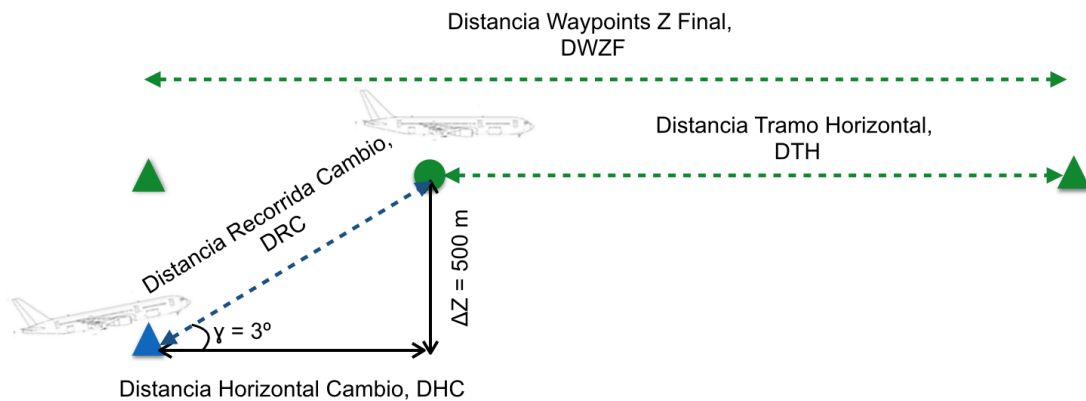 Distancia Waypoints Z Final,
DWZF
Distancia Tramo Horizontal,
DTH
Distancia Recorrida Cambio,
DRC
ΔZ = 500 m
ɣ = 3º
Distancia Horizontal Cambio, DHC